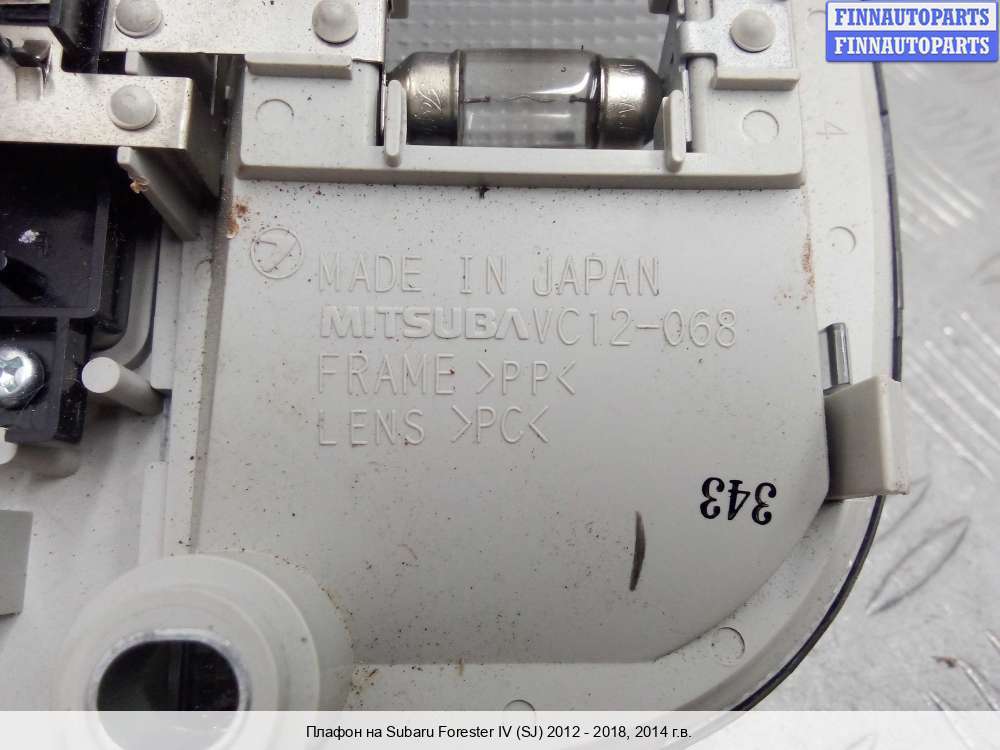 FINNAUTOPARTS
FINNAUTOPARTS
4
MADE IN JAPAN
MITSUBA VC12-068
FRAME >PP<
LENS >PC<
343
Плафон на Subaru Forester IV (SJ) 2012 - 2018, 2014 г.в.